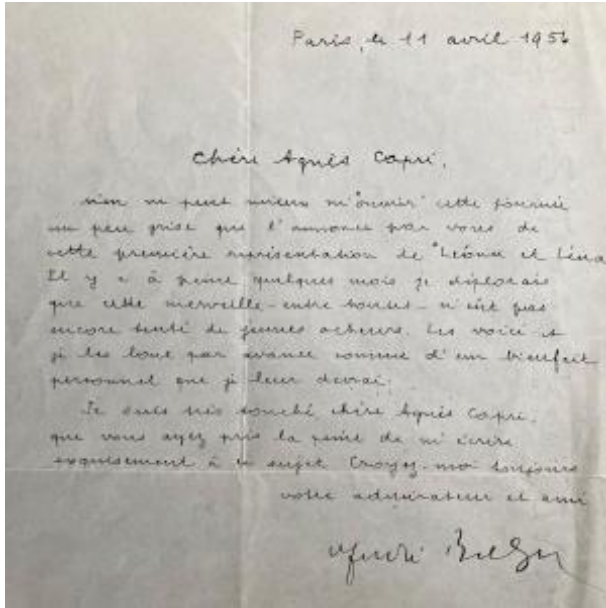 Paris, le 11 avril 1956
Chère Agnès Capri,
rien ne peut mieux m'ouvrir cette journée
un peu grise que l'annonce par vous de
cette première représentation de "Léonce et Léna
Il y a à peine quelques mois je déplorais
que cette merveille - entre toutes - n'eût pas
encore tenté de jeunes acteurs. Les voici et
je les loue par avance comme d'un bienfait
personnel que je leur devrai.
Je suis très touché, chère Agnès Capri,
que vous ayez pris la peine de m'écrire
exquisement à ce sujet. Croyez-moi toujours
votre admirateur et ami
André